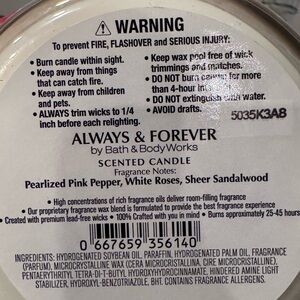 ⚠ WARNING
To prevent FIRE, FLASHOVER and SERIOUS INJURY:
• Burn candle within sight.
• Keep away from things
that can catch fire.
• Keep away from children
and pets.
• ALWAYS trim wicks to 1/4
inch before each relighting.
• Keep wax pool free of wick
trimmings and matches.
• DO NOT burn candle for more
than 4-hour
• DO NOT extinguish with water.
• AVOID drafts.
5035K3A8
ALWAYS & FOREVER
by Bath & Body Works
SCENTED CANDLE
Fragrance Notes:
Pearlized Pink Pepper, White Roses, Sheer Sandalwood
• High concentrations of rich fragrance oils deliver room-filling fragrance
• Our proprietary fragrance wax blend is formulated to provide the best fragrance experience
• Created with premium lead-free wicks • 100% Crafted with you in mind • Burns approximately 25-45 hours
0 667659 356140
INGREDIENTS: HYDROGENATED SOYBEAN OIL, PARAFFIN, HYDROGENATED PALM OIL, FRAGRANCE
(PARFUM), MICROCRYSTALLINE WAX (CERA MICROCRISTALLINA, CIRE MICROCRISTALLINE),
PENTAERYTHRITYL TETRA-DI-T-BUTYL HYDROXYHYDROCINNAMATE, HINDERED AMINE LIGHT
STABILIZER, HYDROXYL-BENZOTRIAZOLE, BHT. CONTAINS FRAGRANCE ALLERGENS.